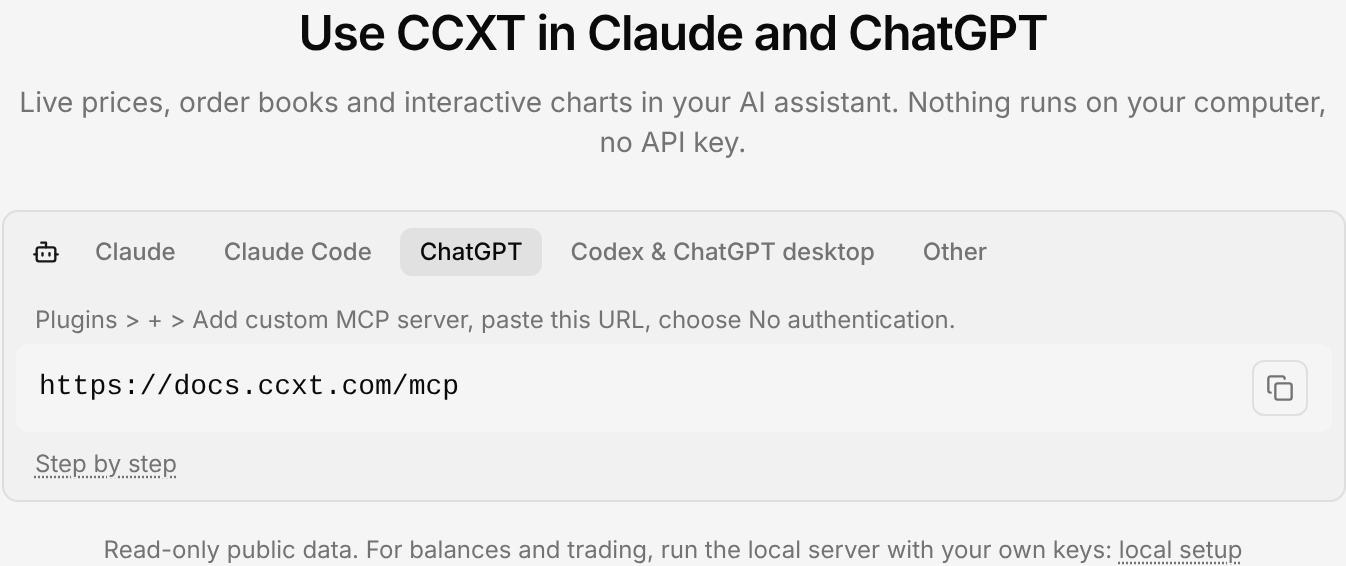 Use CCXT in Claude and ChatGPT
Live prices, order books and interactive charts in your AI assistant. Nothing runs on your computer,
no API key.
Claude Claude Code ChatGPT Codex & ChatGPT desktop Other
Plugins > + > Add custom MCP server, paste this URL, choose No authentication.
https://docs.ccxt.com/mcp
Step by step
Read-only public data. For balances and trading, run the local server with your own keys: local setup